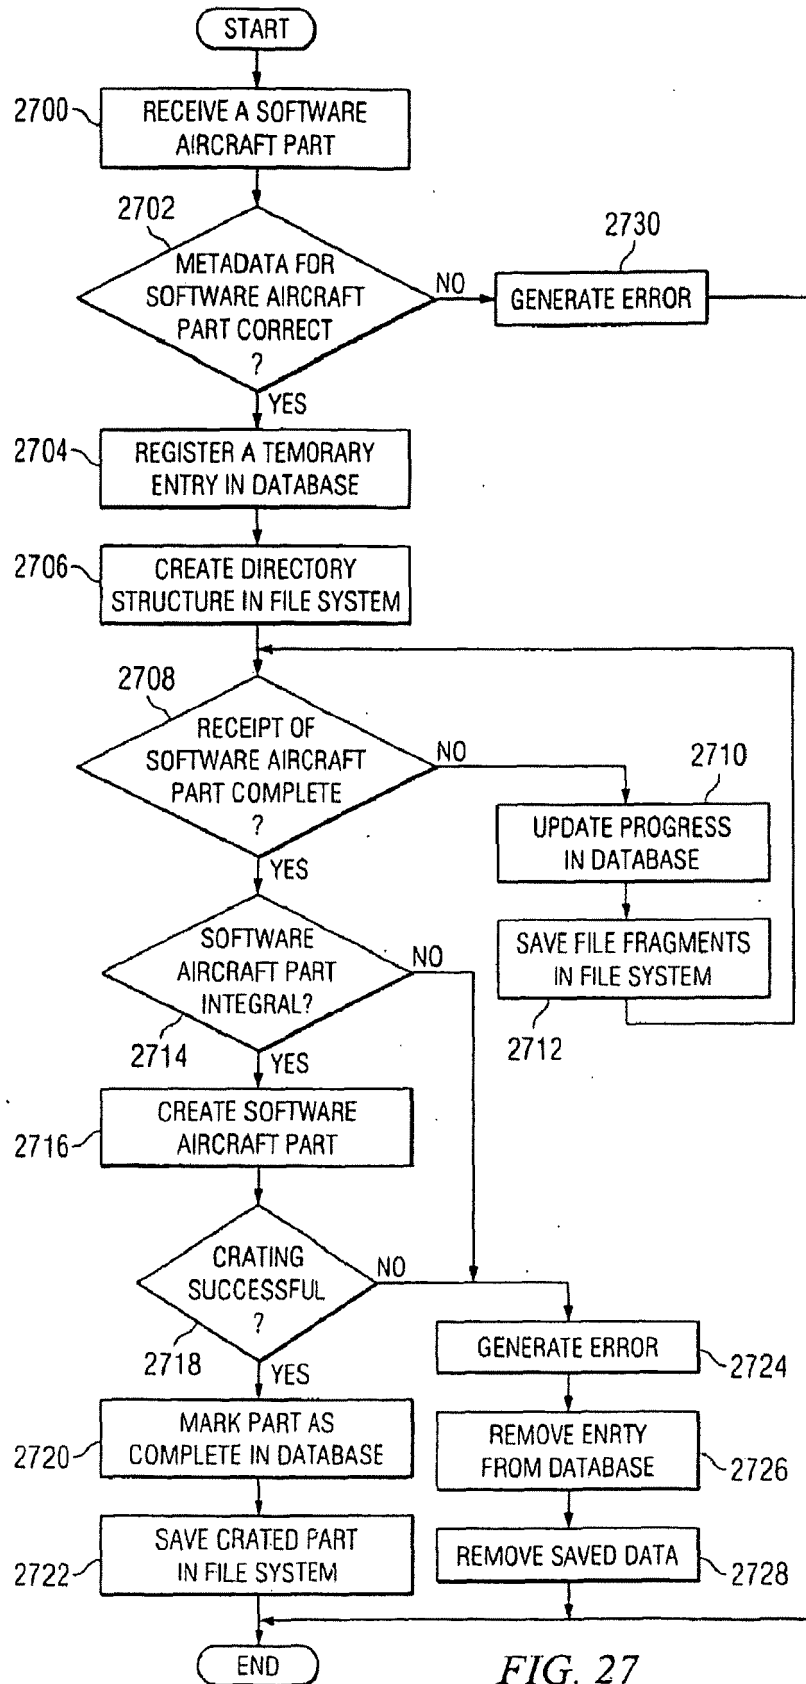 START
2700
RECEIVE A SOFTWARE
AIRCRAFT PART
2702
METADATA FOR
SOFTWARE AIRCRAFT
PART CORRECT
?
NO
2730
GENERATE ERROR
YES
2704
REGISTER A TEMORARY
ENTRY IN DATABASE
2706
CREATE DIRECTORY
STRUCTURE IN FILE SYSTEM
2708
RECEIPT OF
SOFTWARE AIRCRAFT
PART COMPLETE
?
NO
2710
UPDATE PROGRESS
IN DATABASE
YES
SAVE FILE FRAGMENTS
IN FILE SYSTEM
2712
SOFTWARE
AIRCRAFT PART
INTEGRAL?
NO
2714
YES
2716
CREATE SOFTWARE
AIRCRAFT PART
CRATING
SUCCESSFUL
?
NO
2718
YES
GENERATE ERROR
2724
2720
MARK PART AS
COMPLETE IN DATABASE
REMOVE ENRTY
FROM DATABASE
2726
2722
SAVE CRATED PART
IN FILE SYSTEM
REMOVE SAVED DATA
2728
END
FIG. 27